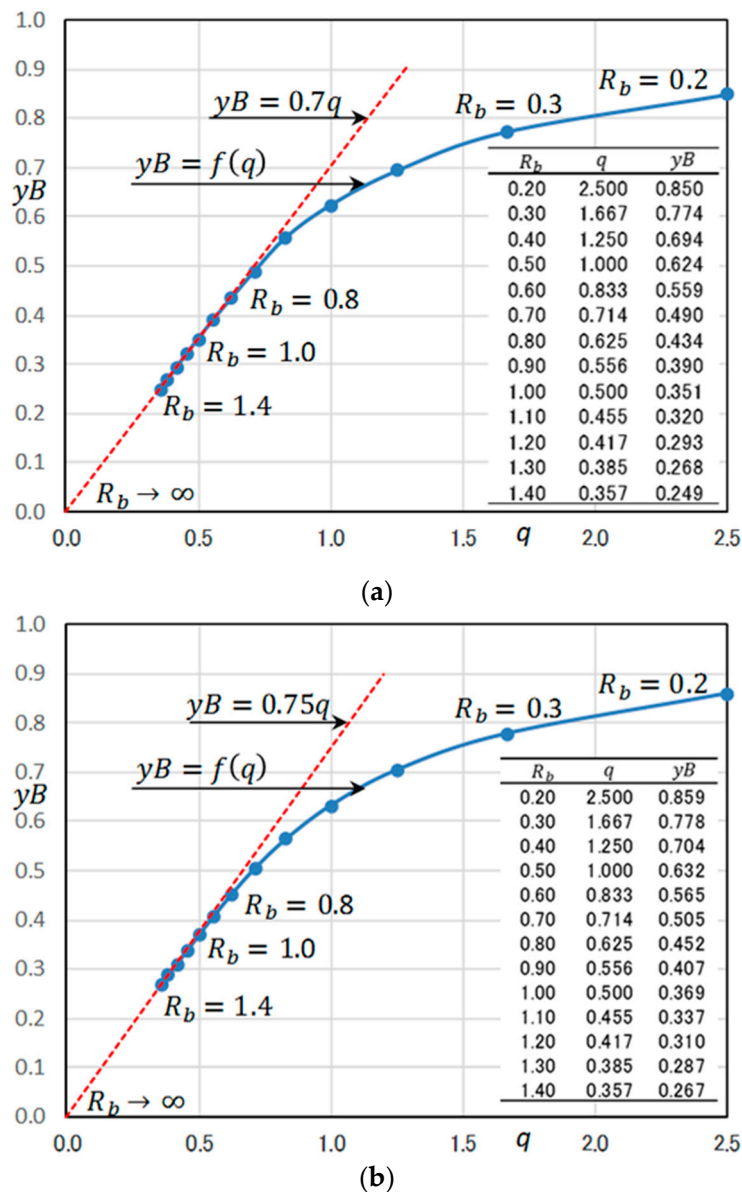 1.0
0.9
0.8
0.7
0.6
0.5
0.4
0.3
0.2
0.1
0.0
yB
yB = 0.7q
yB = f(q)
R_b = 0.2
R_b = 0.3
R_b = 0.8
R_b = 1.0
R_b = 1.4
R_b → ∞
R_b q yB
0.20 2.500 0.850
0.30 1.667 0.774
0.40 1.250 0.694
0.50 1.000 0.624
0.60 0.833 0.559
0.70 0.714 0.490
0.80 0.625 0.434
0.90 0.556 0.390
1.00 0.500 0.351
1.10 0.455 0.320
1.20 0.417 0.293
1.30 0.385 0.268
1.40 0.357 0.249
0.0 0.5 1.0 1.5 2.0 2.5
q
(a)
1.0
0.9
0.8
0.7
0.6
0.5
0.4
0.3
0.2
0.1
0.0
yB
yB = 0.75q
yB = f(q)
R_b = 0.2
R_b = 0.3
R_b = 0.8
R_b = 1.0
R_b = 1.4
R_b → ∞
R_b q yB
0.20 2.500 0.859
0.30 1.667 0.778
0.40 1.250 0.704
0.50 1.000 0.632
0.60 0.833 0.565
0.70 0.714 0.505
0.80 0.625 0.452
0.90 0.556 0.407
1.00 0.500 0.369
1.10 0.455 0.337
1.20 0.417 0.310
1.30 0.385 0.287
1.40 0.357 0.267
0.0 0.5 1.0 1.5 2.0 2.5
q
(b)